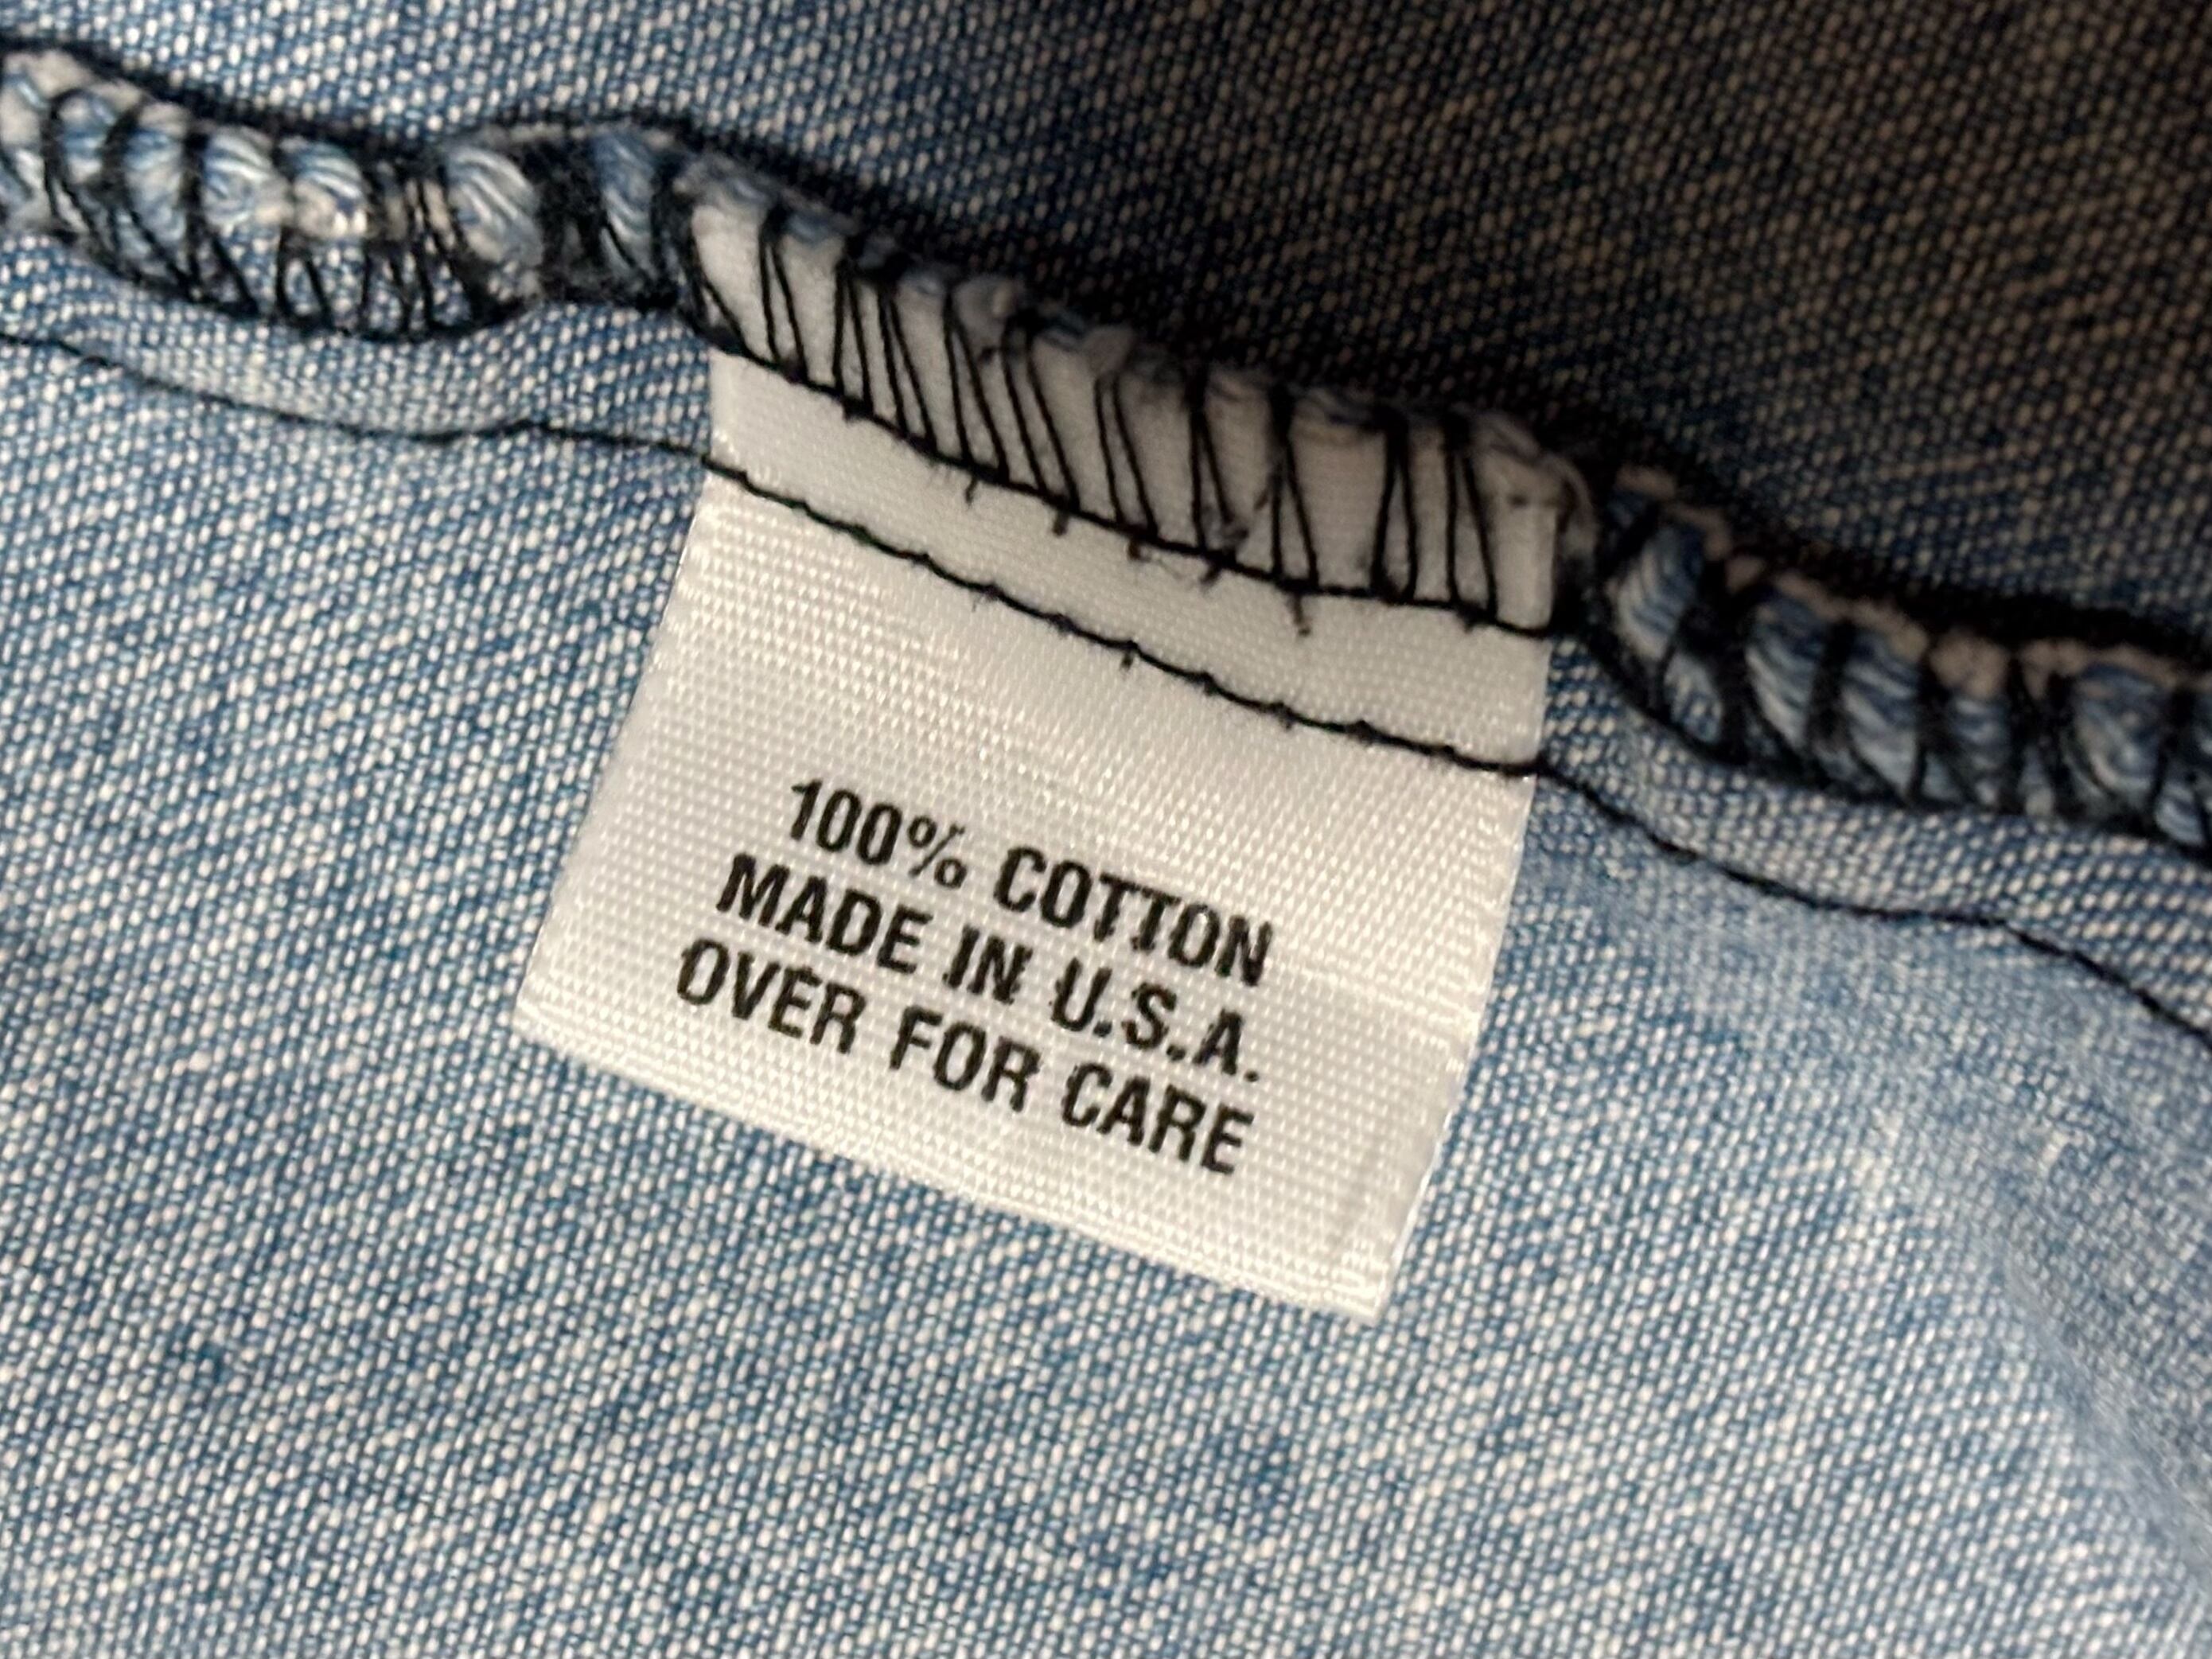 100% COTTON
MADE IN U.S.A.
OVER FOR CARE